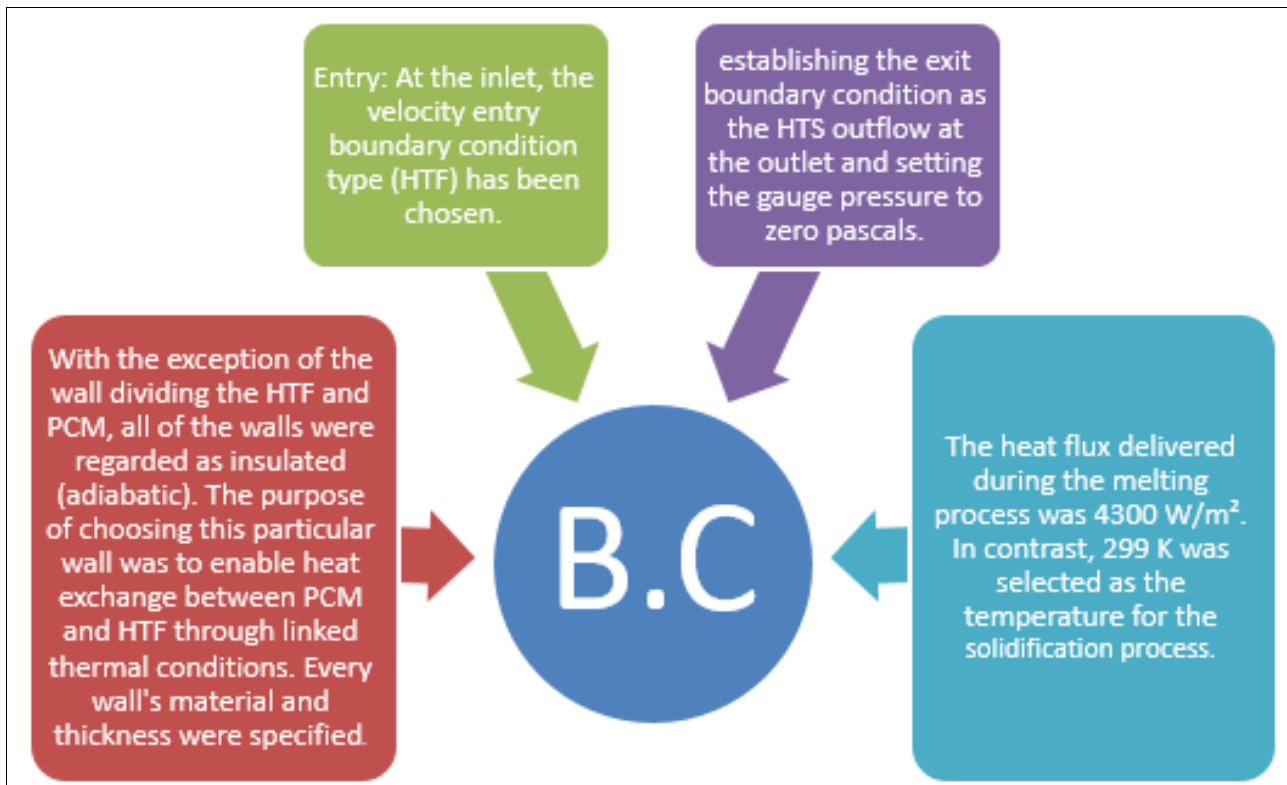 Entry: At the inlet, the
velocity entry
boundary condition
type (HTF) has been
chosen.
establishing the exit
boundary condition as
the HTS outflow at
the outlet and setting
the gauge pressure to
zero pascals.
With the exception of the
wall dividing the HTF and
PCM, all of the walls were
regarded as insulated
(adiabatic). The purpose
of choosing this particular
wall was to enable heat
exchange between PCM
and HTF through linked
thermal conditions. Every
wall's material and
thickness were specified.
B.C
The heat flux delivered
during the melting
process was 4300 W/m².
In contrast, 299 K was
selected as the
temperature for the
solidification process.